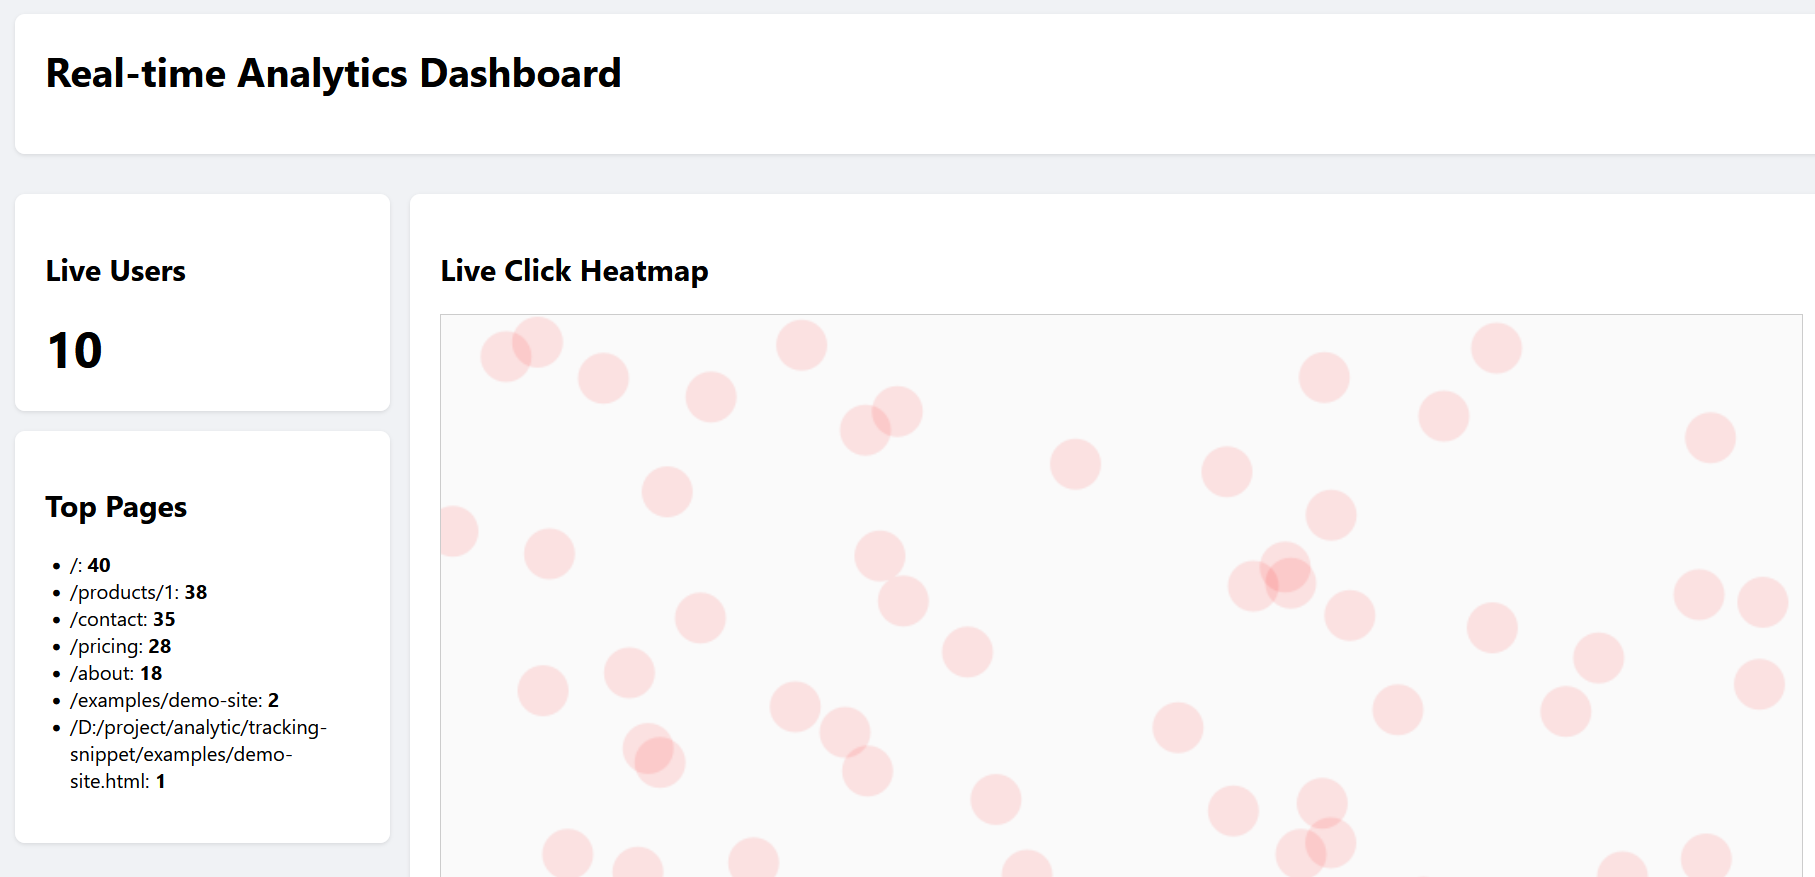 Real-time Analytics Dashboard
Live Users
10
Top Pages
• /: 40
• /products/1: 38
• /contact: 35
• /pricing: 28
• /about: 18
• /examples/demo-site: 2
• /D:/project/analytic/tracking-
snippet/examples/demo-
site.html: 1
Live Click Heatmap